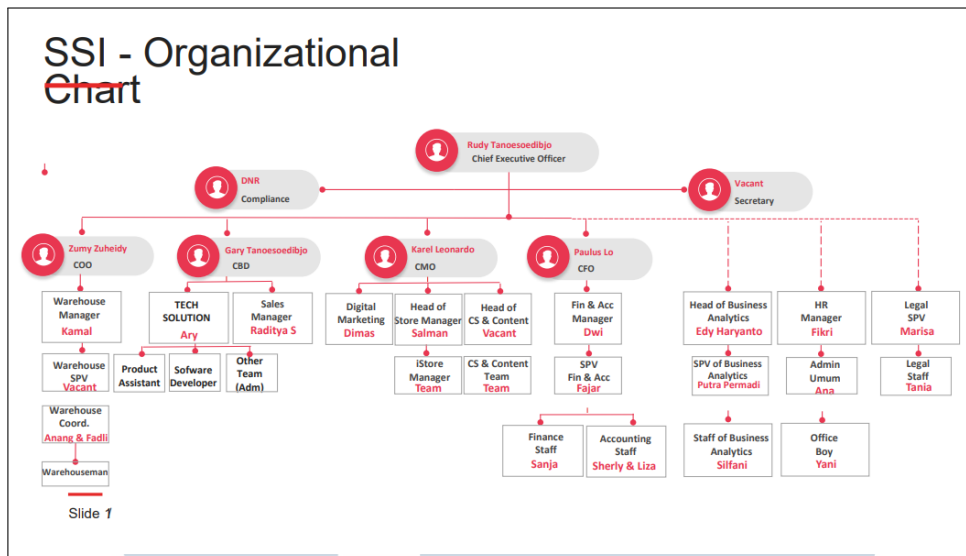 SSI - Organizational
Chart
Rudy Tanoesoedibjo
Chief Executive Officer
DNR
Compliance
Vacant
Secretary
Zumy Zuheidy
COO
Gary Tanoesoedibjo
CBD
Karel Leonardo
CMO
Paulus Lo
CFO
Warehouse
Manager
Kamal
TECH
SOLUTION
Ary
Sales
Manager
Raditya S
Digital
Marketing
Dimas
Head of
Store Manager
Salman
Head of
CS & Content
Vacant
Fin & Acc
Manager
Dwi
Head of Business
Analytics
Edy Haryanto
HR
Manager
Fikri
Legal
SPV
Marisa
Warehouse
SPV
Vacant
Product
Assistant
Sofware
Developer
Other
Team
(Adm)
iStore
Manager
Team
CS & Content
Team
Team
SPV
Fin & Acc
Fajar
SPV of Business
Analytics
Putra Permadi
Admin
Umum
Ana
Legal
Staff
Tania
Warehouse
Coord.
Anang & Fadli
Finance
Staff
Sanja
Accounting
Staff
Sherly & Liza
Staff of Business
Analytics
Silfani
Office
Boy
Yani
Warehouseman
Slide 1